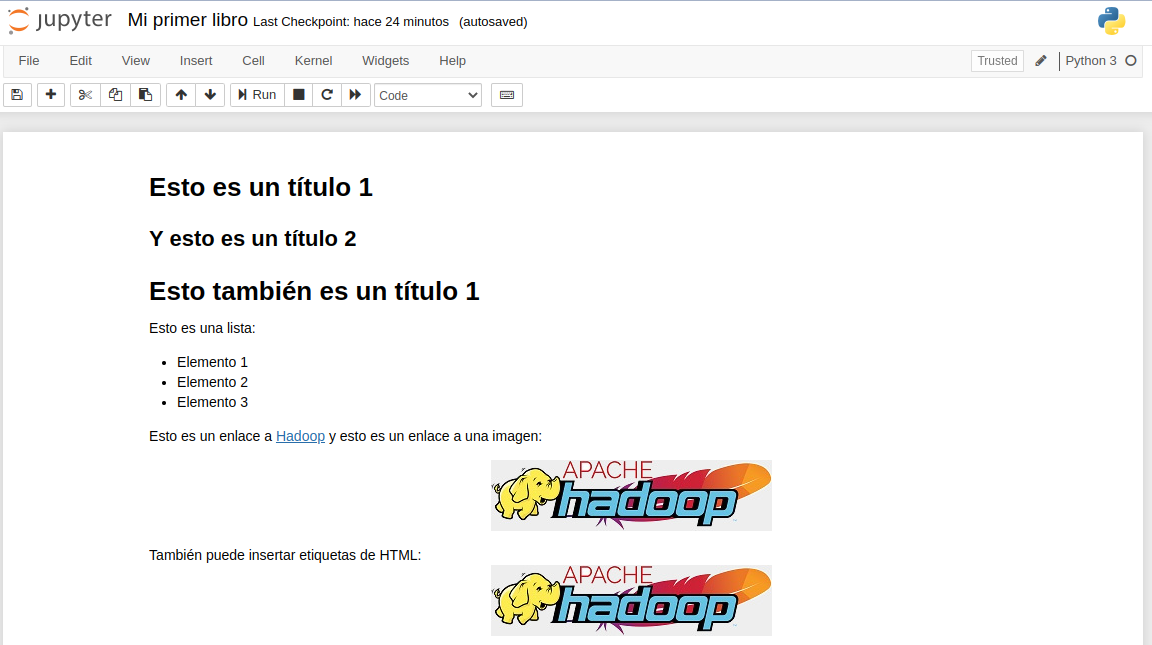 jupyter Mi primer libro Last Checkpoint: hace 24 minutos (autosaved)
File Edit View Insert Cell Kernel Widgets Help Trusted Python 3
Run Code
Esto es un título 1
Y esto es un título 2
Esto también es un título 1
Esto es una lista:
Elemento 1
Elemento 2
Elemento 3
Esto es un enlace a Hadoop y esto es un enlace a una imagen:
APACHE
hadoop
También puede insertar etiquetas de HTML:
APACHE
hadoop